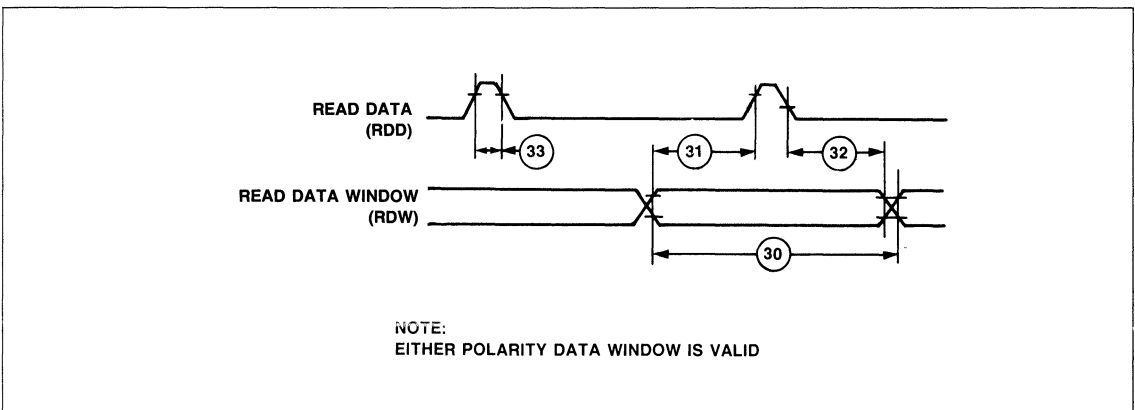 READ DATA
(RDD)
33
31
32
READ DATA WINDOW
(RDW)
30
NOTE:
EITHER POLARITY DATA WINDOW IS VALID